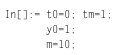 In[]:= t0=0; tm=1;
y0=1;
m=10;